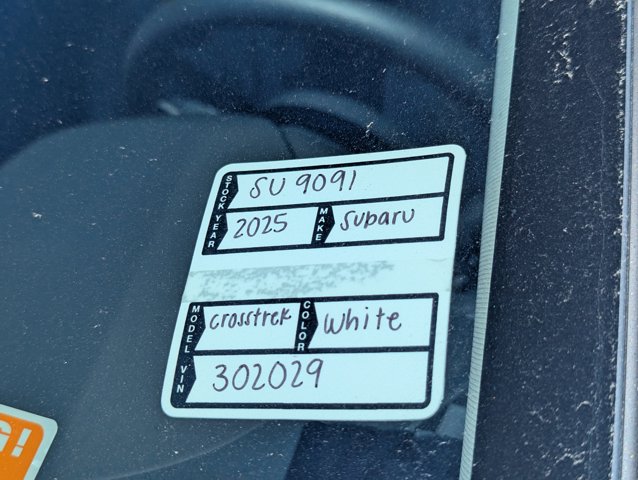 STOCK SU 9091
YEAR 2025 MAKE Subaru
MODEL crosstrek COLOR White
VIN 302029
G!